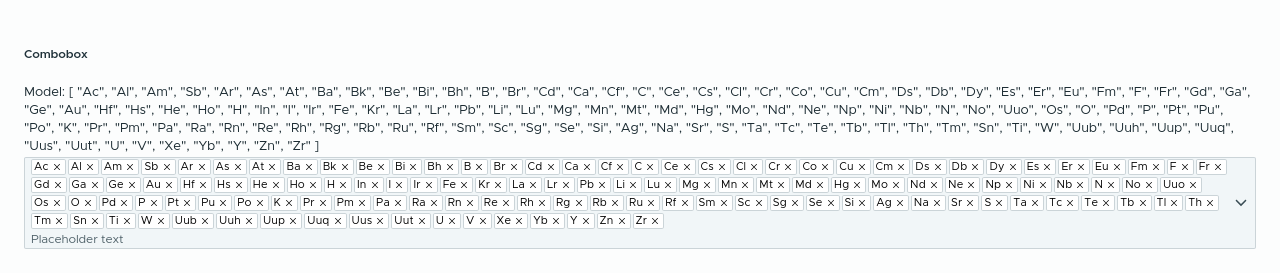 Combobox
Model: [ "Ac", "Al", "Am", "Sb", "Ar", "As", "At", "Ba", "Bk", "Be", "Bi", "Bh", "B", "Br", "Cd", "Ca", "Cf", "C", "Ce", "Cs", "Cl", "Cr", "Co", "Cu", "Cm", "Ds", "Db", "Dy", "Es", "Er", "Eu", "Fm", "F", "Fr", "Gd", "Ga",
"Ge", "Au", "Hf", "Hs", "He", "Ho", "H", "In", "I", "Ir", "Fe", "Kr", "La", "Lr", "Pb", "Li", "Lu", "Mg", "Mn", "Mt", "Md", "Hg", "Mo", "Nd", "Ne", "Np", "Ni", "Nb", "N", "No", "Uuo", "Os", "O", "Pd", "P", "Pt", "Pu",
"Po", "K", "Pr", "Pm", "Pa", "Ra", "Rn", "Re", "Rh", "Rg", "Rb", "Ru", "Rf", "Sm", "Sc", "Sg", "Se", "Si", "Ag", "Na", "Sr", "S", "Ta", "Tc", "Te", "Tb", "Tl", "Th", "Tm", "Sn", "Ti", "W", "Uub", "Uuh", "Uup", "Uuq",
"Uus", "Uut", "U", "V", "Xe", "Yb", "Y", "Zn", "Zr" ]
Ac × Al × Am × Sb × Ar × As × At × Ba × Bk × Be × Bi × Bh × B × Br × Cd × Ca × Cf × C × Ce × Cs × Cl × Cr × Co × Cu × Cm × Ds × Db × Dy × Es × Er × Eu × Fm × F × Fr ×
Gd × Ga × Ge × Au × Hf × Hs × He × Ho × H × In × I × Ir × Fe × Kr × La × Lr × Pb × Li × Lu × Mg × Mn × Mt × Md × Hg × Mo × Nd × Ne × Np × Ni × Nb × N × No × Uuo ×
Os × O × Pd × P × Pt × Pu × Po × K × Pr × Pm × Pa × Ra × Rn × Re × Rh × Rg × Rb × Ru × Rf × Sm × Sc × Sg × Se × Si × Ag × Na × Sr × S × Ta × Tc × Te × Tb × Tl × Th ×
Tm × Sn × Ti × W × Uub × Uuh × Uup × Uuq × Uus × Uut × U × V × Xe × Yb × Y × Zn × Zr ×
Placeholder text